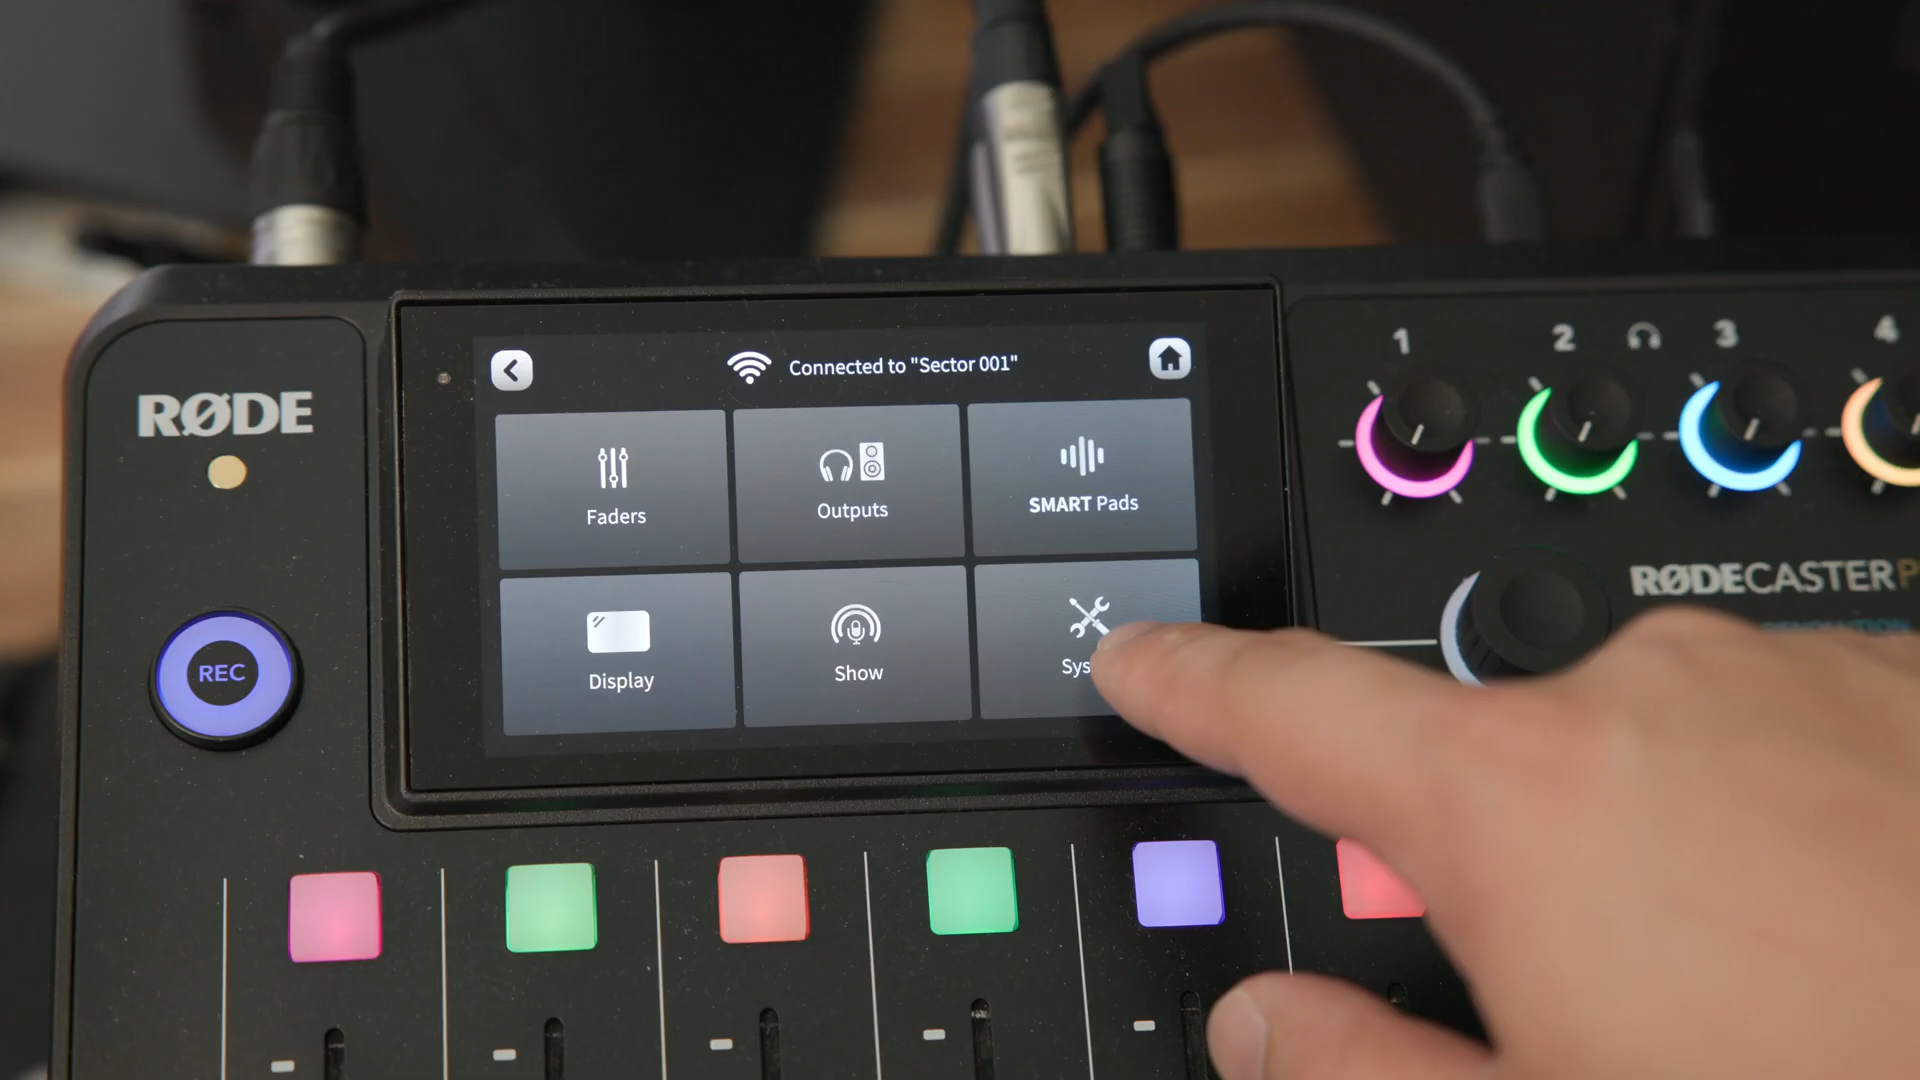 1 2 3 4
Connected to "Sector 001"
RØDE
Faders
Outputs
SMART Pads
RØDECASTER P
REC
Display
Show
Sys